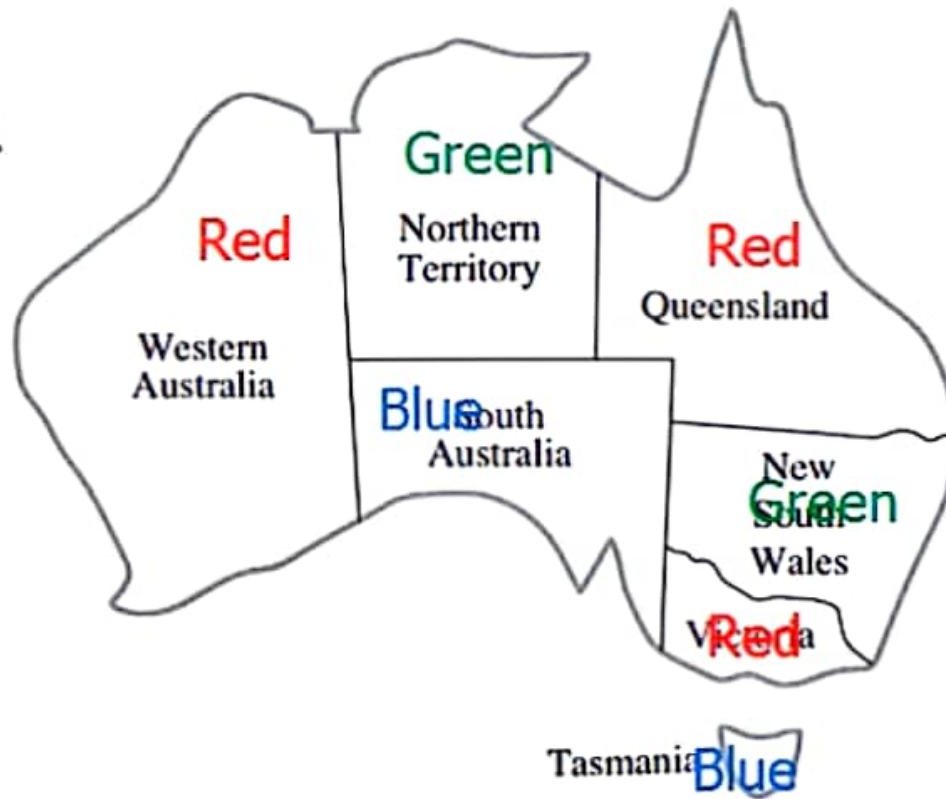 Green
Red
Northern
Territory
Red
Queensland
Western
Australia
Blue
South
Australia
New
Green
South
Wales
Victoria
Red
Tasmania
Blue